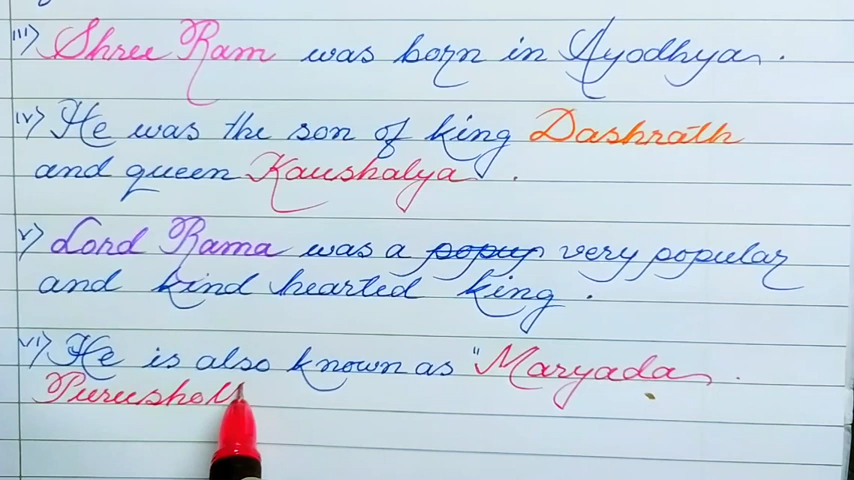 iii) Shree Ram was born in Ayodhya.
iv) He was the son of king Dashrath
and queen Kaushalya.
v) Lord Rama was a popup very popular
and kind hearted king.
vi) He is also known as "Maryada
Purushott